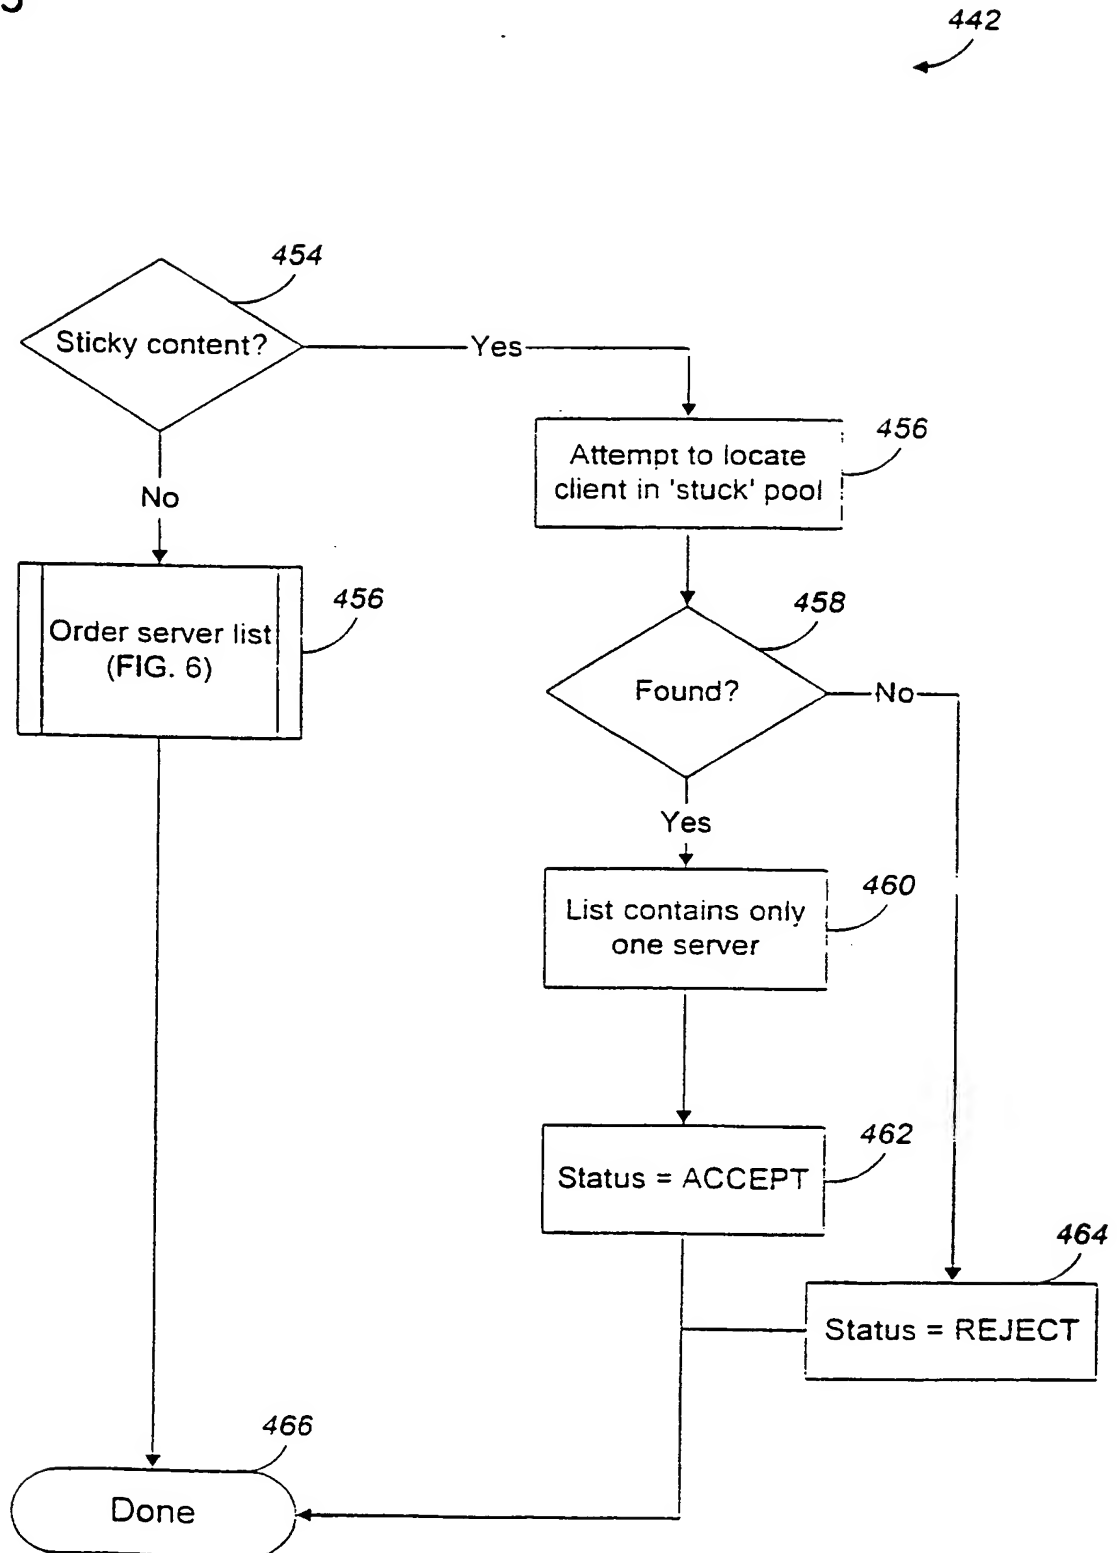 442
454
Sticky content?
Yes
456
Attempt to locate
client in 'stuck' pool
No
456
Order server list
(FIG. 6)
458
Found?
No
Yes
460
List contains only
one server
462
Status = ACCEPT
464
Status = REJECT
466
Done